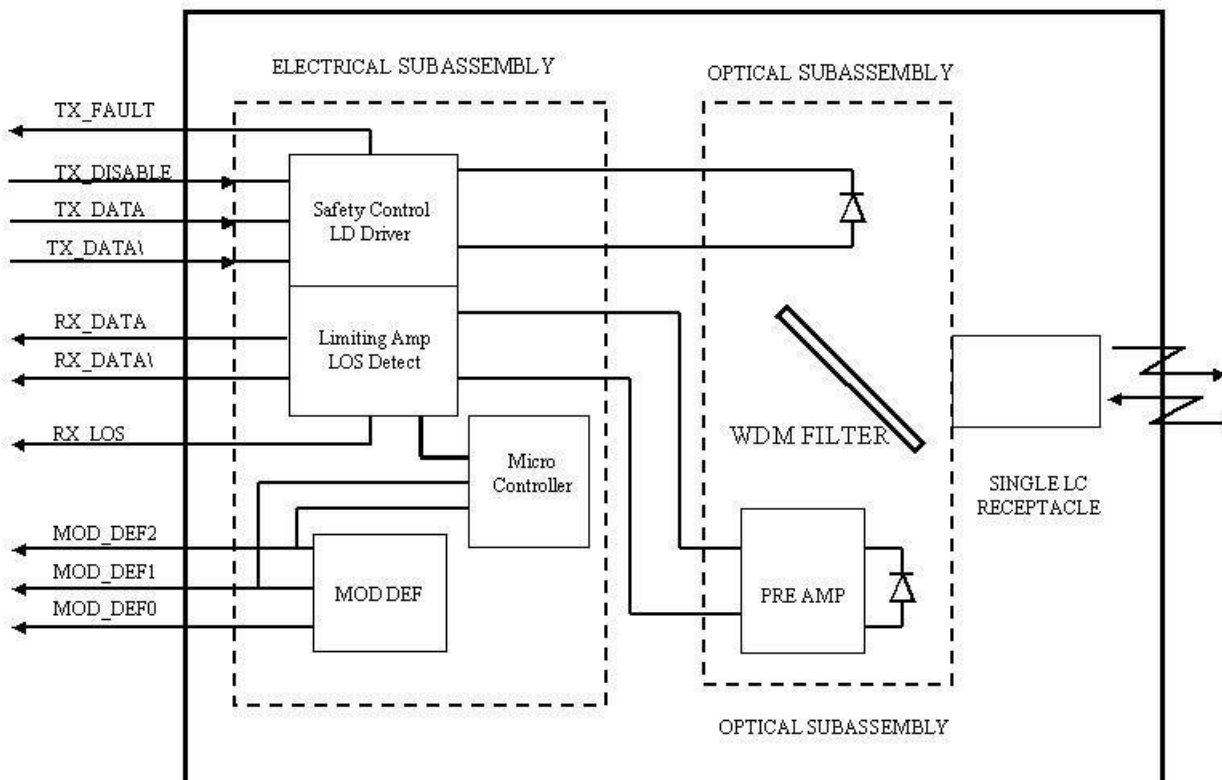 ELECTRICAL SUBASSEMBLY
OPTICAL SUBASSEMBLY
TX_FAULT
TX_DISABLE
TX_DATA
TX_DATA\
Safety Control
LD Driver
RX_DATA
RX_DATA\
Limiting Amp
LOS Detect
RX_LOS
WDM FILTER
Micro
Controller
SINGLE LC
RECEPTACLE
MOD_DEF2
MOD_DEF1
MOD_DEF0
MOD DEF
PRE AMP
OPTICAL SUBASSEMBLY